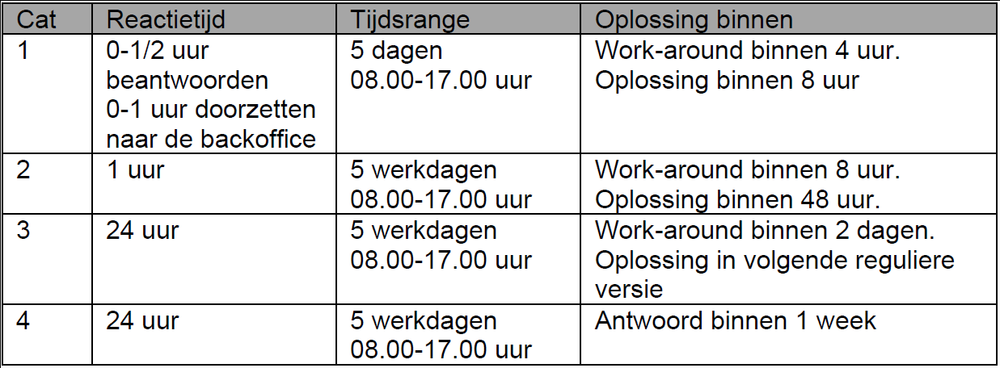 Cat Reactietijd Tijdsrange Oplossing binnen
1 0-1/2 uur 5 dagen Work-around binnen 4 uur.
beantwoorden 08.00-17.00 uur Oplossing binnen 8 uur
0-1 uur doorzetten
naar de backoffice
2 1 uur 5 werkdagen Work-around binnen 8 uur.
08.00-17.00 uur Oplossing binnen 48 uur.
3 24 uur 5 werkdagen Work-around binnen 2 dagen.
08.00-17.00 uur Oplossing in volgende reguliere
versie
4 24 uur 5 werkdagen Antwoord binnen 1 week
08.00-17.00 uur